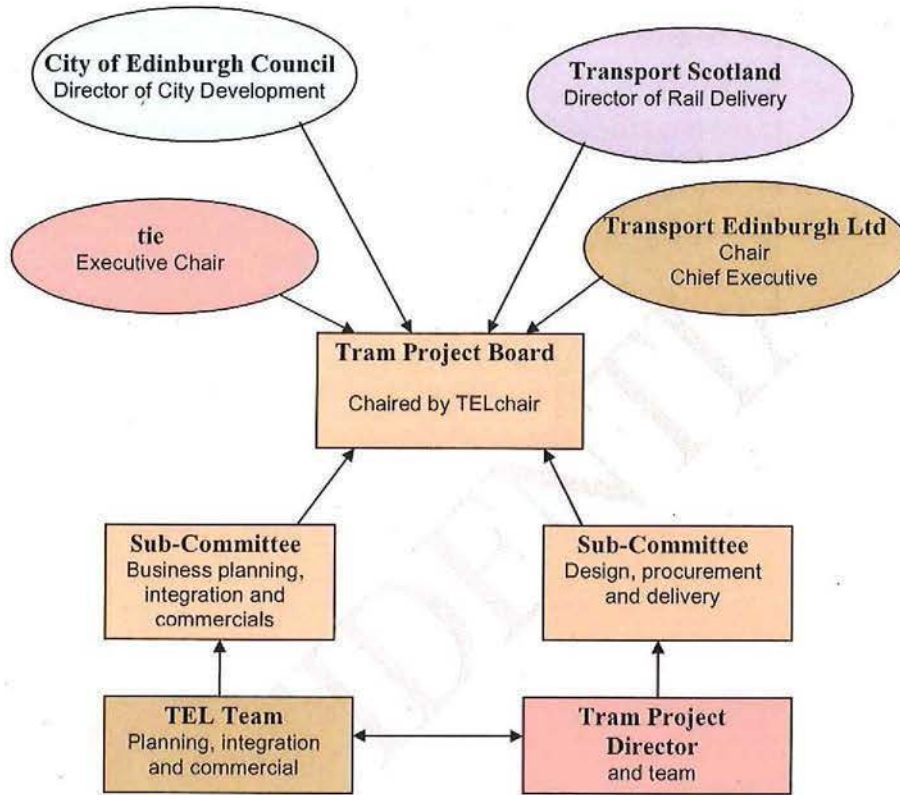 City of Edinburgh Council
Director of City Development
Transport Scotland
Director of Rail Delivery
tie
Executive Chair
Transport Edinburgh Ltd
Chair
Chief Executive
Tram Project Board
Chaired by TELchair
Sub-Committee
Business planning,
integration and
commercials
Sub-Committee
Design, procurement
and delivery
TEL Team
Planning, integration
and commercial
Tram Project
Director
and team